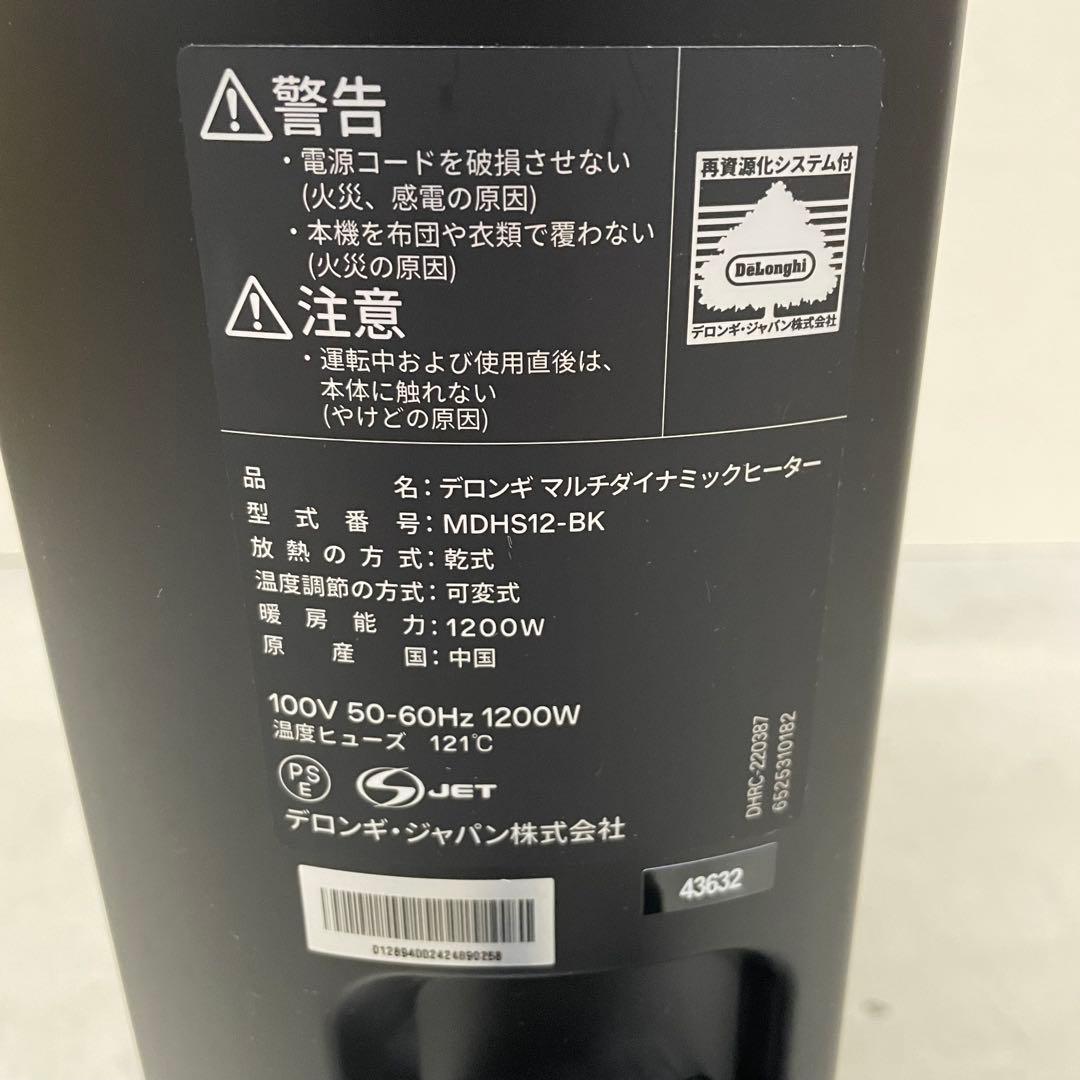 警告
・電源コードを破損させない
(火災、感電の原因)
・本機を布団や衣類で覆わない
(火災の原因)
注意
・運転中および使用直後は、
本体に触れない
(やけどの原因)
再資源化システム付
DēLonghi
デロンギ・ジャパン株式会社
品名：デロンギ マルチダイナミックヒーター
型式番号：MDHS12-BK
放熱の方式：乾式
温度調節の方式：可変式
暖房能力：1200W
原産国：中国
100V 50-60Hz 1200W
温度ヒューズ 121℃
PSE
S JET
デロンギ・ジャパン株式会社
DHRC-220387
6525310182
43632
0128940D2424890258